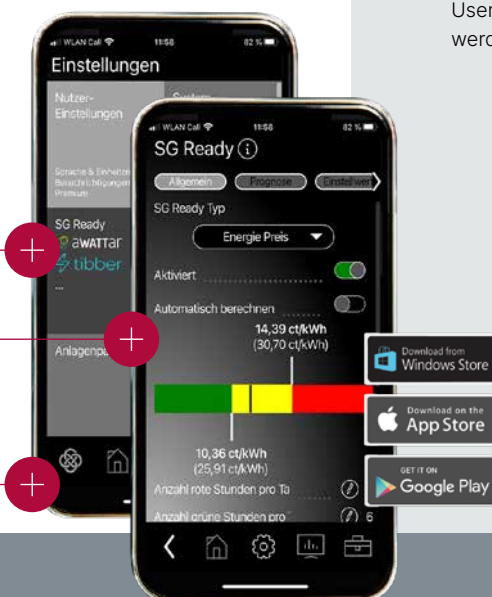 User
werd
WLAN Call 11:58 82 %
Einstellungen
Nutzer-
Einstellungen
Sprache & Einheiten
Benachrichtigungen
Premium
SG Ready
aWATTar
tibber
...
WLAN Call 11:58 82 %
SG Ready
Allgemein Prognose
SG Ready Typ
Energie Preis
Aktiviert
Automatisch berechnen
14,39 ct/kWh
(30,70 ct/kWh)
10,36 ct/kWh
(25,91 ct/kWh)
Anzahl rote Stunden pro Ta
Anzahl grüne Stunden pro 6
Download from
Windows Store
Download on the
App Store
GET IT ON
Google Play